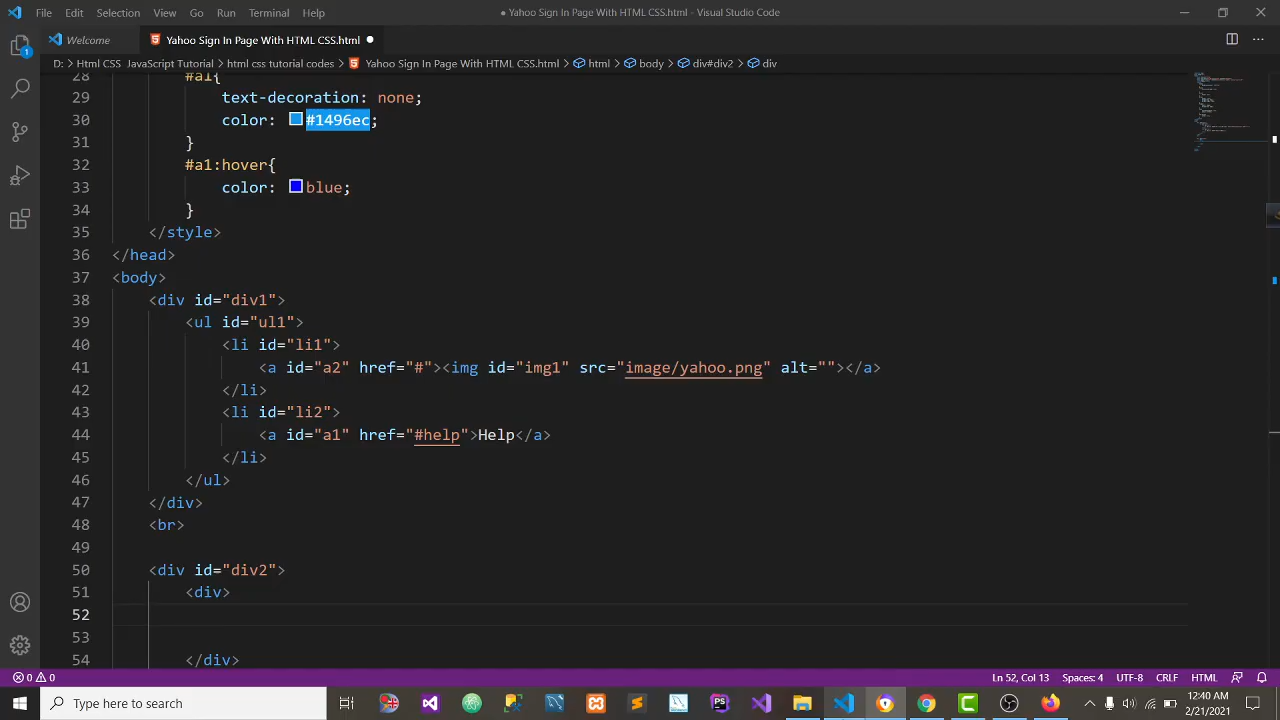 File Edit Selection View Go Run Terminal Help
● Yahoo Sign In Page With HTML CSS.html - Visual Studio Code
Welcome
Yahoo Sign In Page With HTML CSS.html ●
D: > Html CSS JavaScript Tutorial > html css tutorial codes > Yahoo Sign In Page With HTML CSS.html > html > body > div#div2 > div
28 #a1{
29 text-decoration: none;
30 color: #1496ec;
31 }
32 #a1:hover{
33 color: blue;
34 }
35 </style>
36 </head>
37 <body>
38 <div id="div1">
39 <ul id="ul1">
40 <li id="li1">
41 <a id="a2" href="#"><img id="img1" src="image/yahoo.png" alt=""></a>
42 </li>
43 <li id="li2">
44 <a id="a1" href="#help">Help</a>
45 </li>
46 </ul>
47 </div>
48 <br>
49
50 <div id="div2">
51 <div>
52
53
54 </div>
1
0 0
Ln 52, Col 13 Spaces: 4 UTF-8 CRLF HTML
Type here to search
PS
12:40 AM
2/21/2021